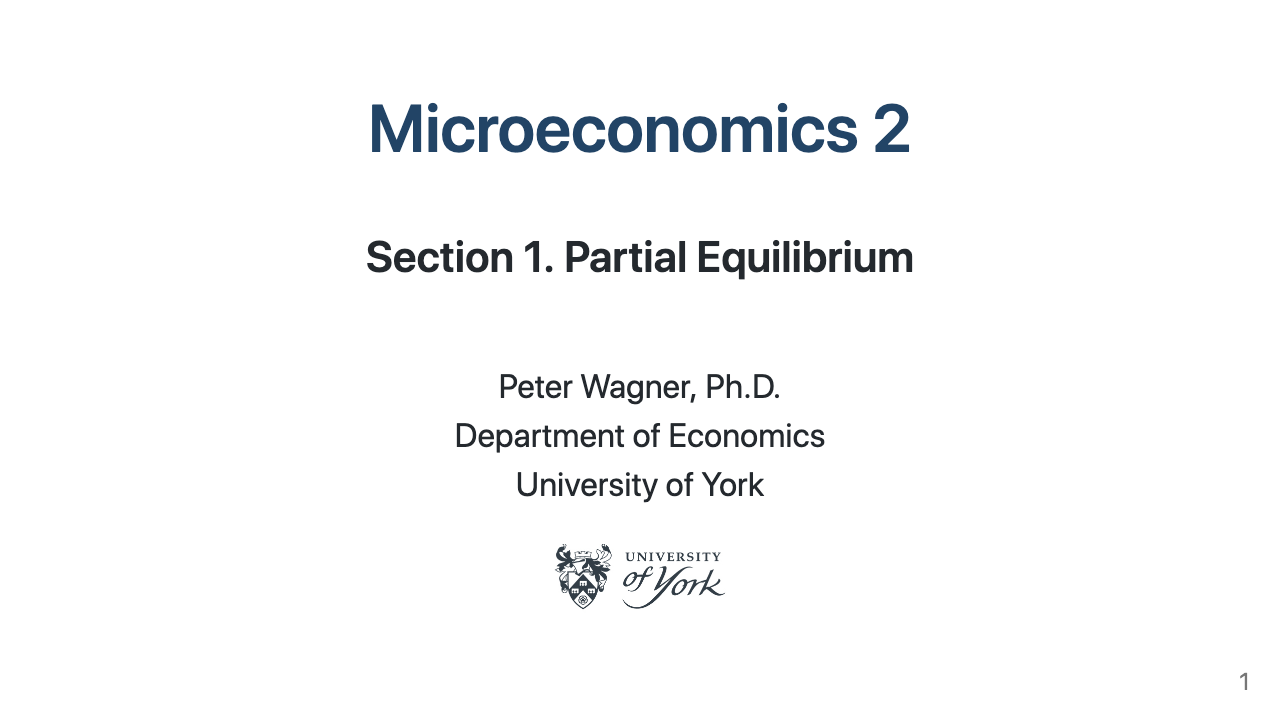 Microeconomics 2
Section 1. Partial Equilibrium
Peter Wagner, Ph.D.
Department of Economics
University of York
UNIVERSITY
of York
1